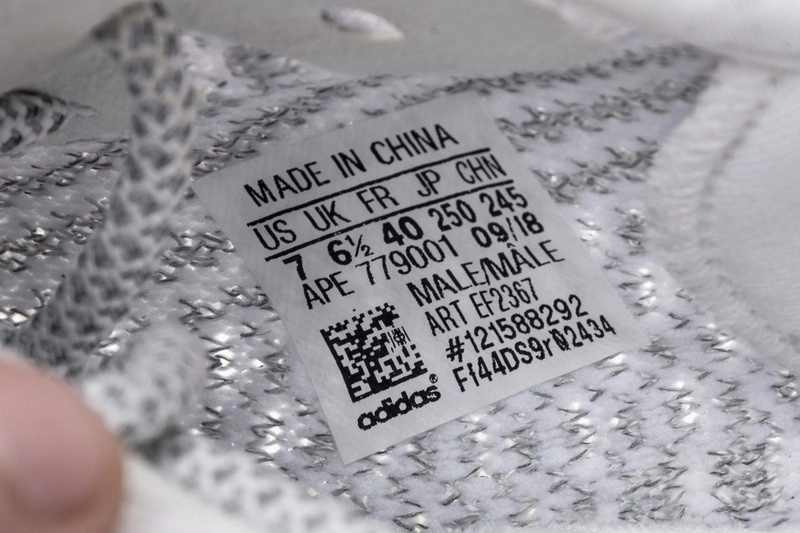 MADE IN CHINA
US UK FR JP CHN
7 6½ 40 250 245
APE 779001 09/18
MALE/MÂLE
ART EF2367
#121588292
Fi44DS9r02434
adidas®